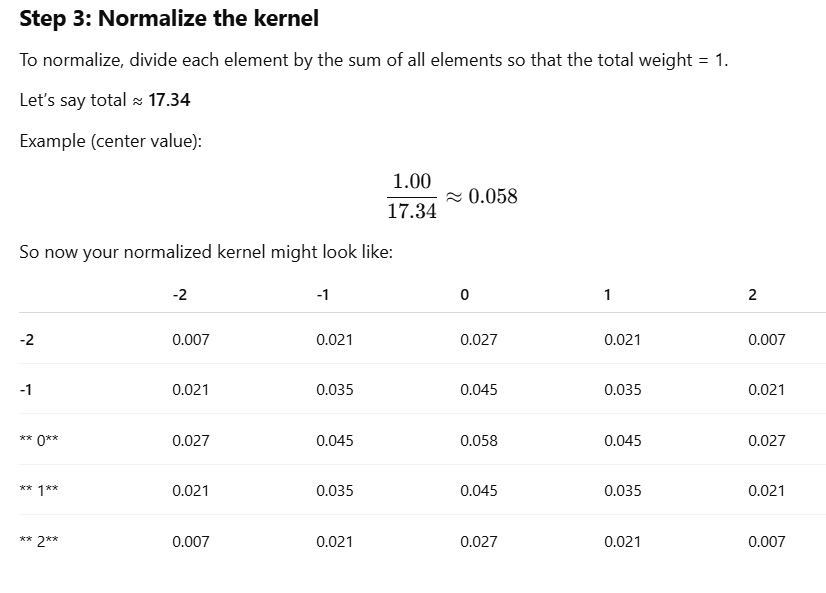 Step 3: Normalize the kernel
To normalize, divide each element by the sum of all elements so that the total weight = 1.
Let's say total ≈ 17.34
Example (center value):
1.00
17.34
≈ 0.058
So now your normalized kernel might look like:
-2 -1 0 1 2
-2 0.007 0.021 0.027 0.021 0.007
-1 0.021 0.035 0.045 0.035 0.021
** 0** 0.027 0.045 0.058 0.045 0.027
** 1** 0.021 0.035 0.045 0.035 0.021
** 2** 0.007 0.021 0.027 0.021 0.007